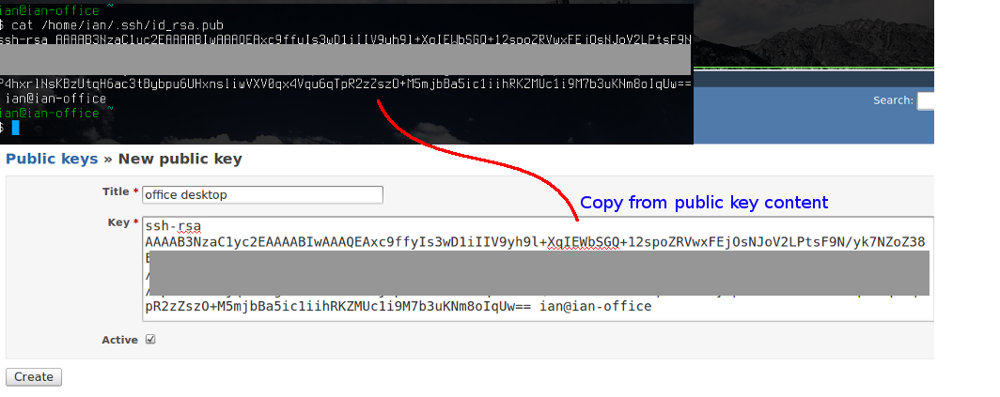 ian@ian-office ~
$ cat /home/ian/.ssh/id_rsa.pub
ssh-rsa AAAAB3NzaC1yc2EAAAABIwAAAQEAxc9ffyIs3wD1iIIV9yh9l+XqIEWbSGQ+12spoZRVwxFEjOsNJoV2LPtsF9N
P4hxrlNsKBzUtqH6ac3tBybpu6UHxnsliwVXV0qx4Vqu6qTpR2zZszO+M5mjbBa5ic1iihRKZMUc1i9M7b3uKNm8oIqUw==
ian@ian-office
ian@ian-office ~
$
Search:
Public keys » New public key
Title * office desktop
Copy from public key content
Key * ssh-rsa
AAAAB3NzaC1yc2EAAAABIwAAAQEAxc9ffyIs3wD1iIIV9yh9l+XqIEWbSGQ+12spoZRVwxFEjOsNJoV2LPtsF9N/yk7NZoZ38
pR2zZszO+M5mjbBa5ic1iihRKZMUc1i9M7b3uKNm8oIqUw== ian@ian-office
Active
Create